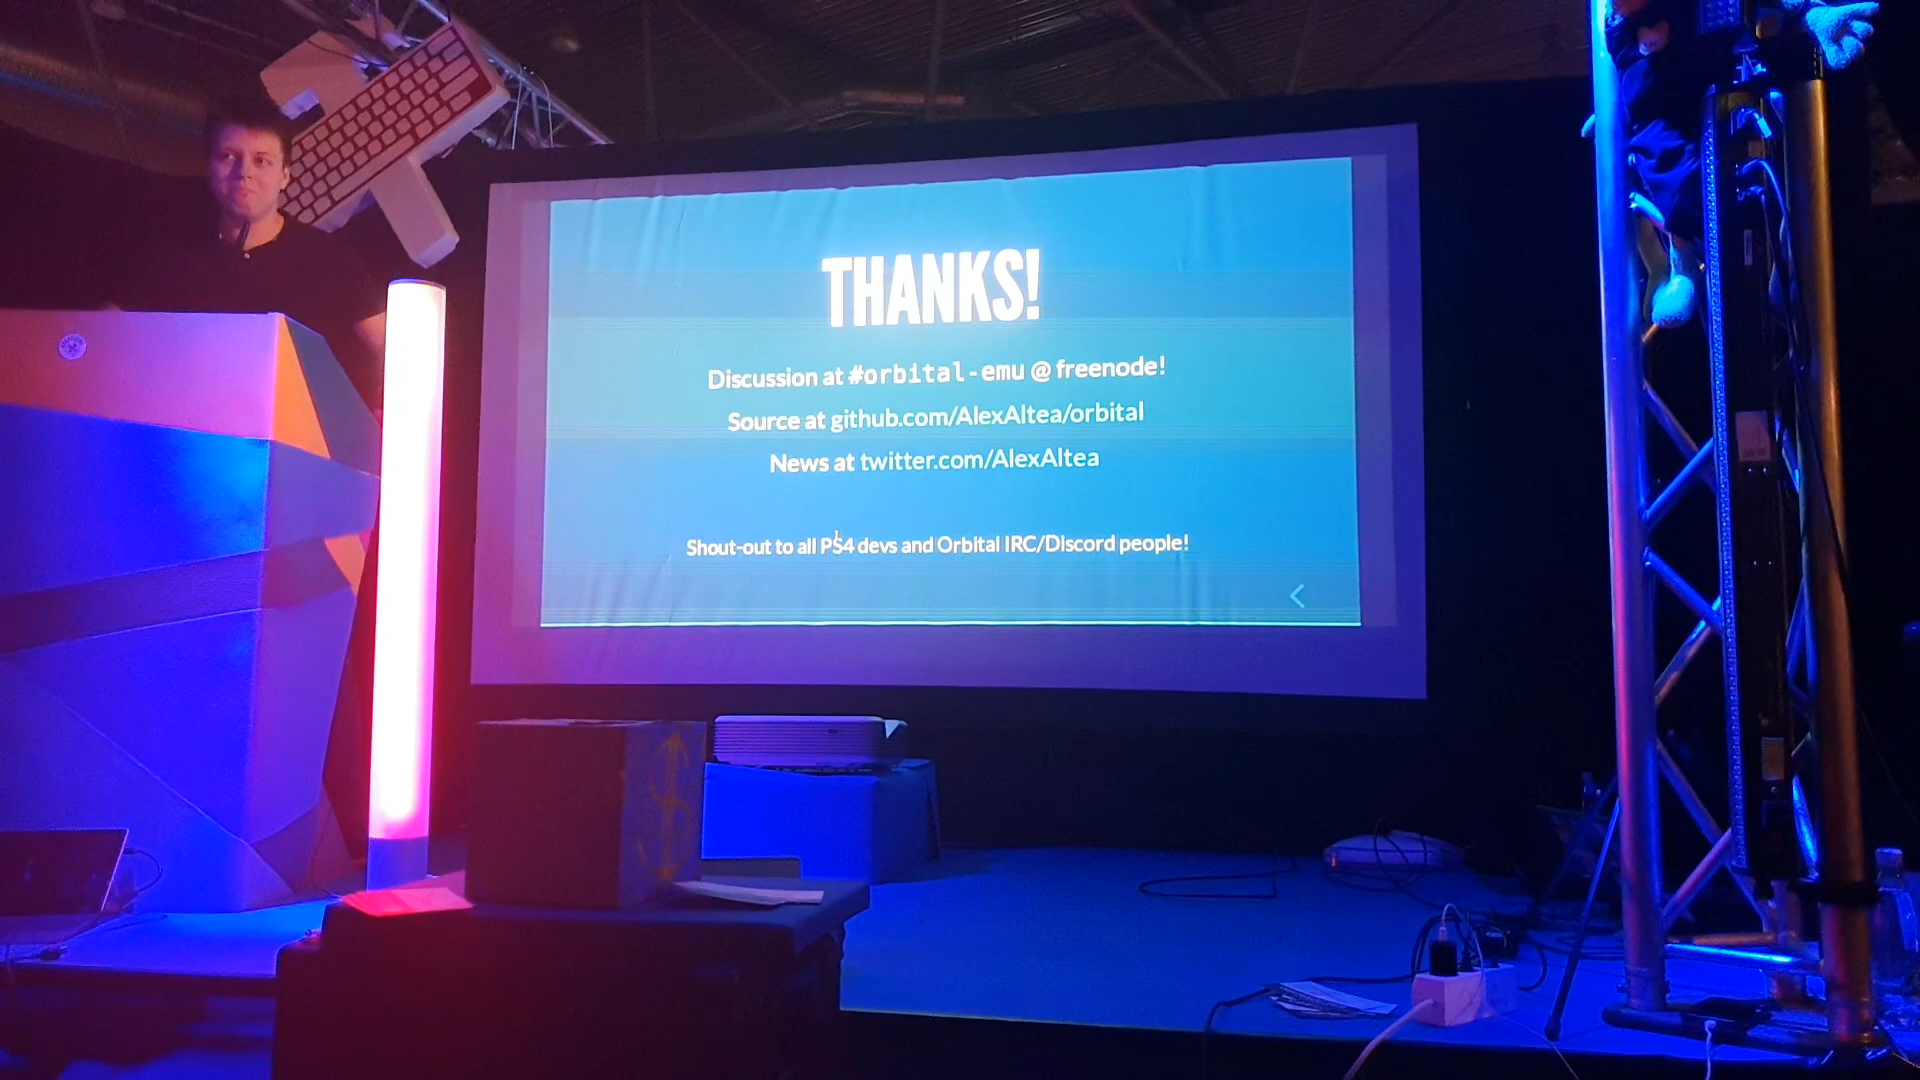 THANKS!
Discussion at #orbital-emu @ freenode!
Source at github.com/AlexAltea/orbital
News at twitter.com/AlexAltea
Shout-out to all PS4 devs and Orbital IRC/Discord people!